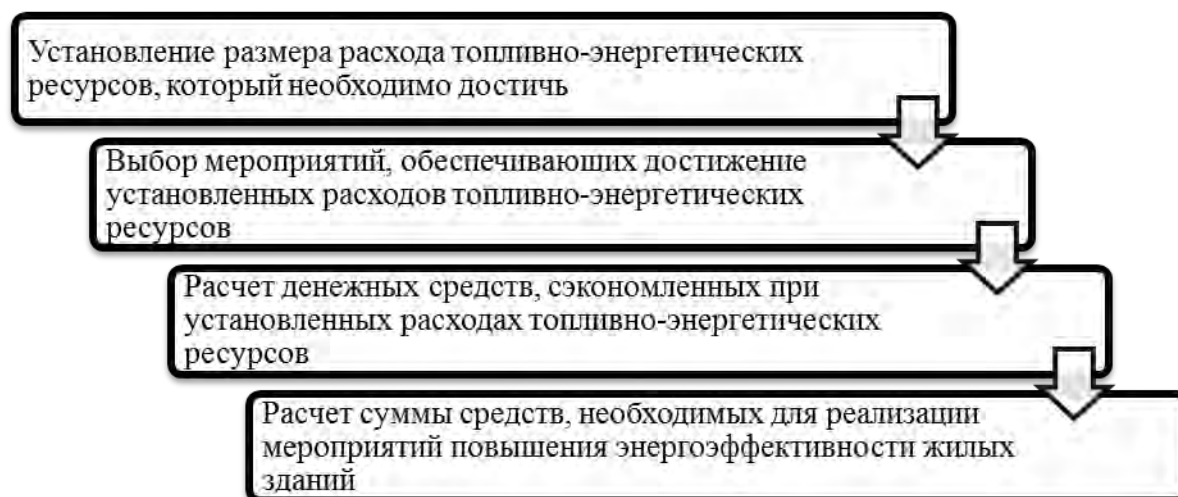 Установление размера расхода топливно-энергетических
ресурсов, который необходимо достичь
Выбор мероприятий, обеспечивающих достижение
установленных расходов топливно-энергетических
ресурсов
Расчет денежных средств, сэкономленных при
установленных расходах топливно-энергетических
ресурсов
Расчет суммы средств, необходимых для реализации
мероприятий повышения энергоэффективности жилых
зданий